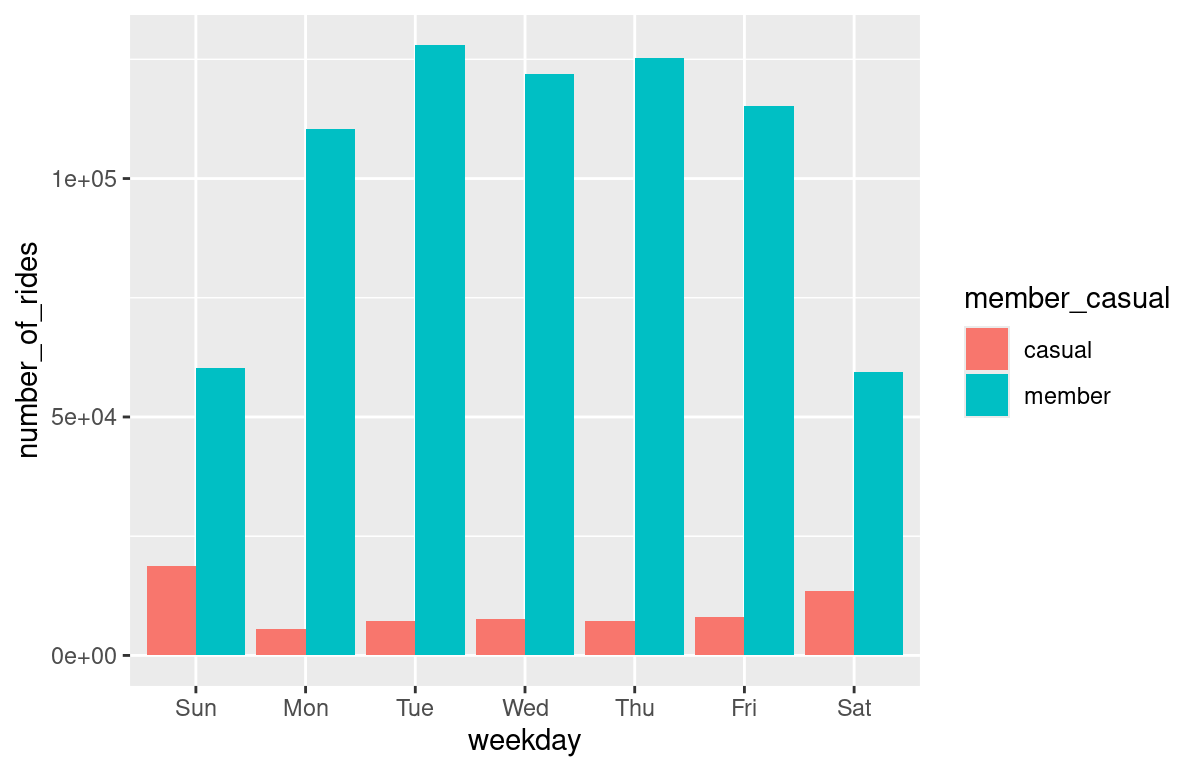 number_of_rides
1e+05
5e+04
0e+00
Sun Mon Tue Wed Thu Fri Sat
weekday
member_casual
casual
member